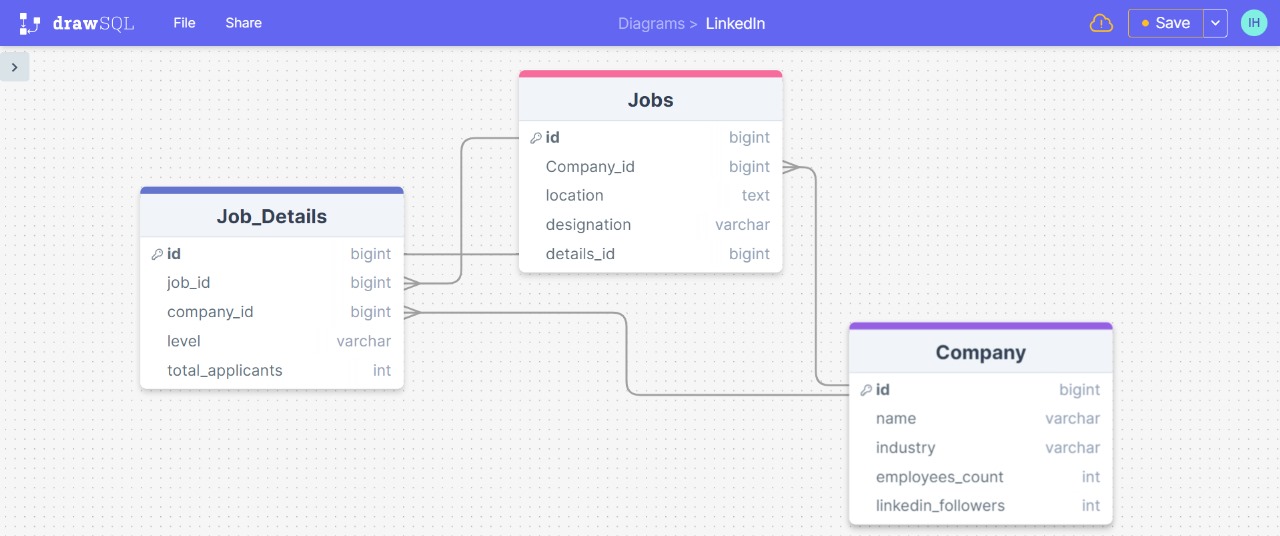 drawSQL File Share Diagrams > LinkedIn Save IH
Jobs
id bigint
Company_id bigint
location text
designation varchar
details_id bigint
Job_Details
id bigint
job_id bigint
company_id bigint
level varchar
total_applicants int
Company
id bigint
name varchar
industry varchar
employees_count int
linkedin_followers int